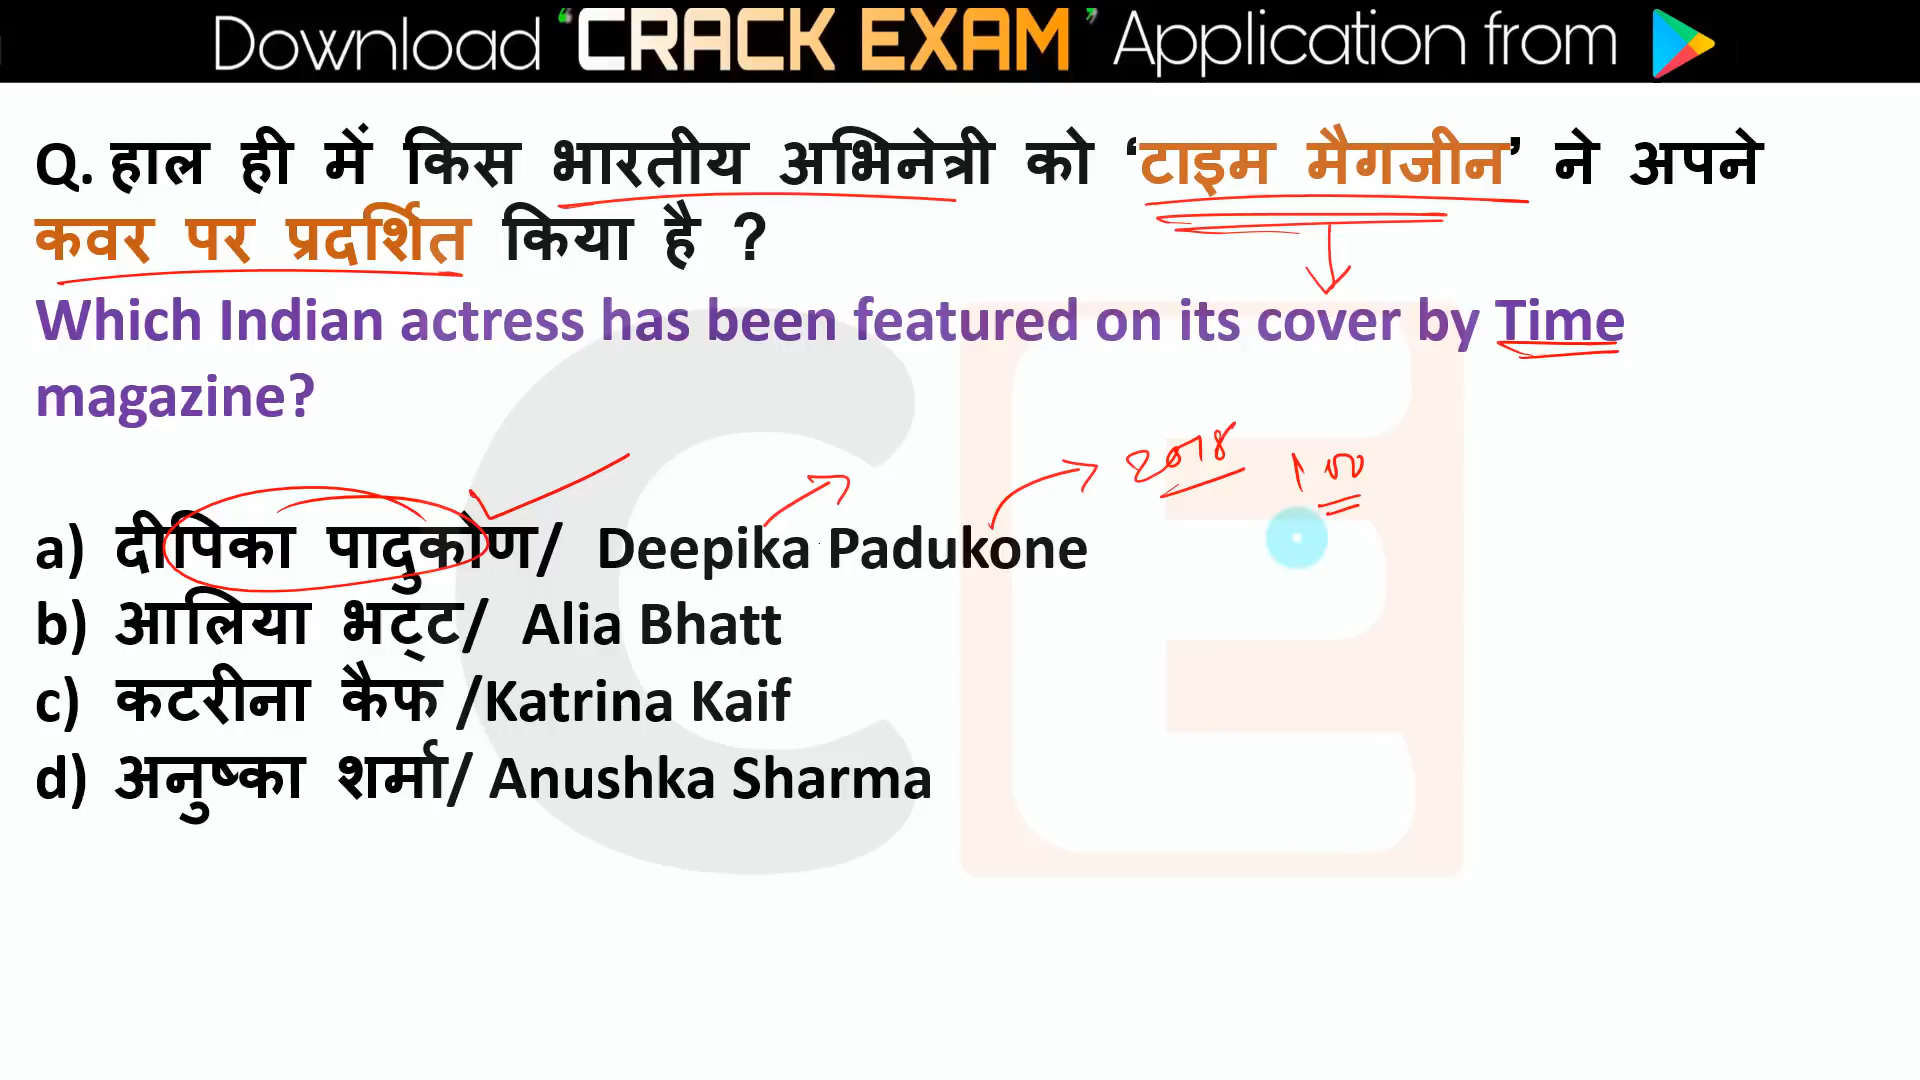 Download ‘CRACK EXAM’ Application from
Q. हाल ही में किस भारतीय अभिनेत्री को ‘टाइम मैगजीन’ ने अपने
कवर पर प्रदर्शित किया है ?
Which Indian actress has been featured on its cover by Time
magazine?
2018 100
a) दीपिका पादुकोण/ Deepika Padukone
b) आलिया भट्ट/ Alia Bhatt
c) कटरीना कैफ /Katrina Kaif
d) अनुष्का शर्मा/ Anushka Sharma
CE